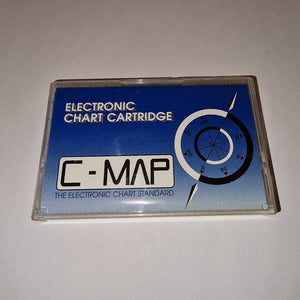 ELECTRONIC
CHART CARTRIDGE
C-MAP
THE ELECTRONIC CHART STANDARD